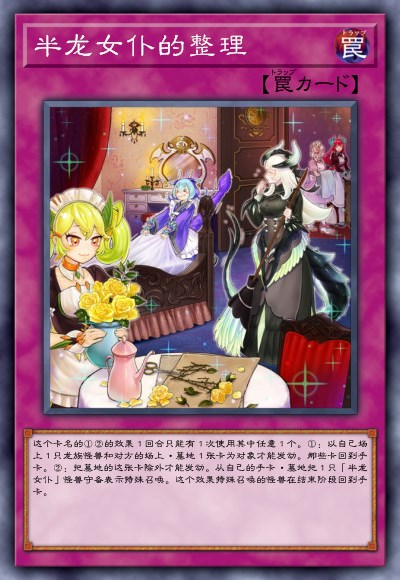 半龙女仆的整理
トラップ
罠
トラップ
【罠カード】
这个卡名的①②的效果1回合只能有1次使用其中任意1个。①：以自己场
上1只龙族怪兽和对方的场上·墓地1张卡为对象才能发动。那些卡回到手
卡。②：把墓地的这张卡除外才能发动。从自己的手卡·墓地把1只「半龙
女仆」怪兽守备表示特殊召唤。这个效果特殊召唤的怪兽在结束阶段回到手
卡。